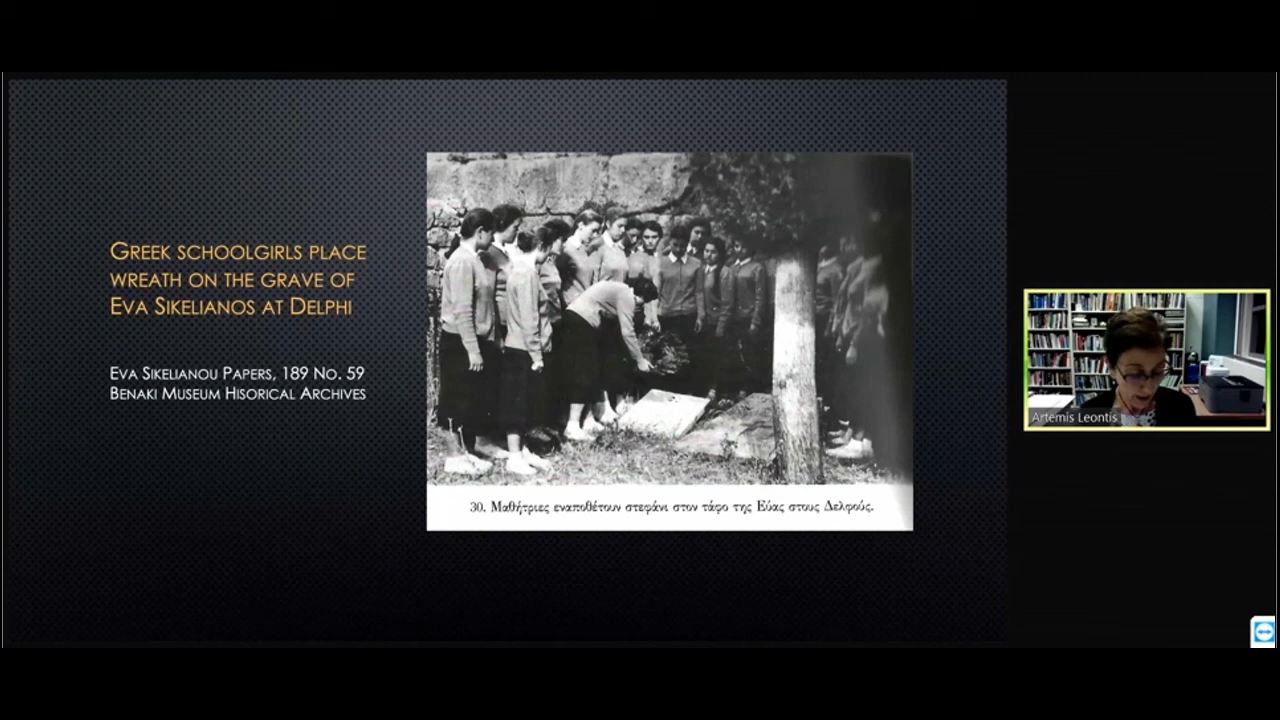 GREEK SCHOOLGIRLS PLACE
WREATH ON THE GRAVE OF
EVA SIKELIANOS AT DELPHI
EVA SIKELIANOU PAPERS, 189 NO. 59
BENAKI MUSEUM HISORICAL ARCHIVES
30. Μαθήτριες εναποθέτουν στεφάνι στον τάφο της Εύας στους Δελφούς.
Artemis Leontis